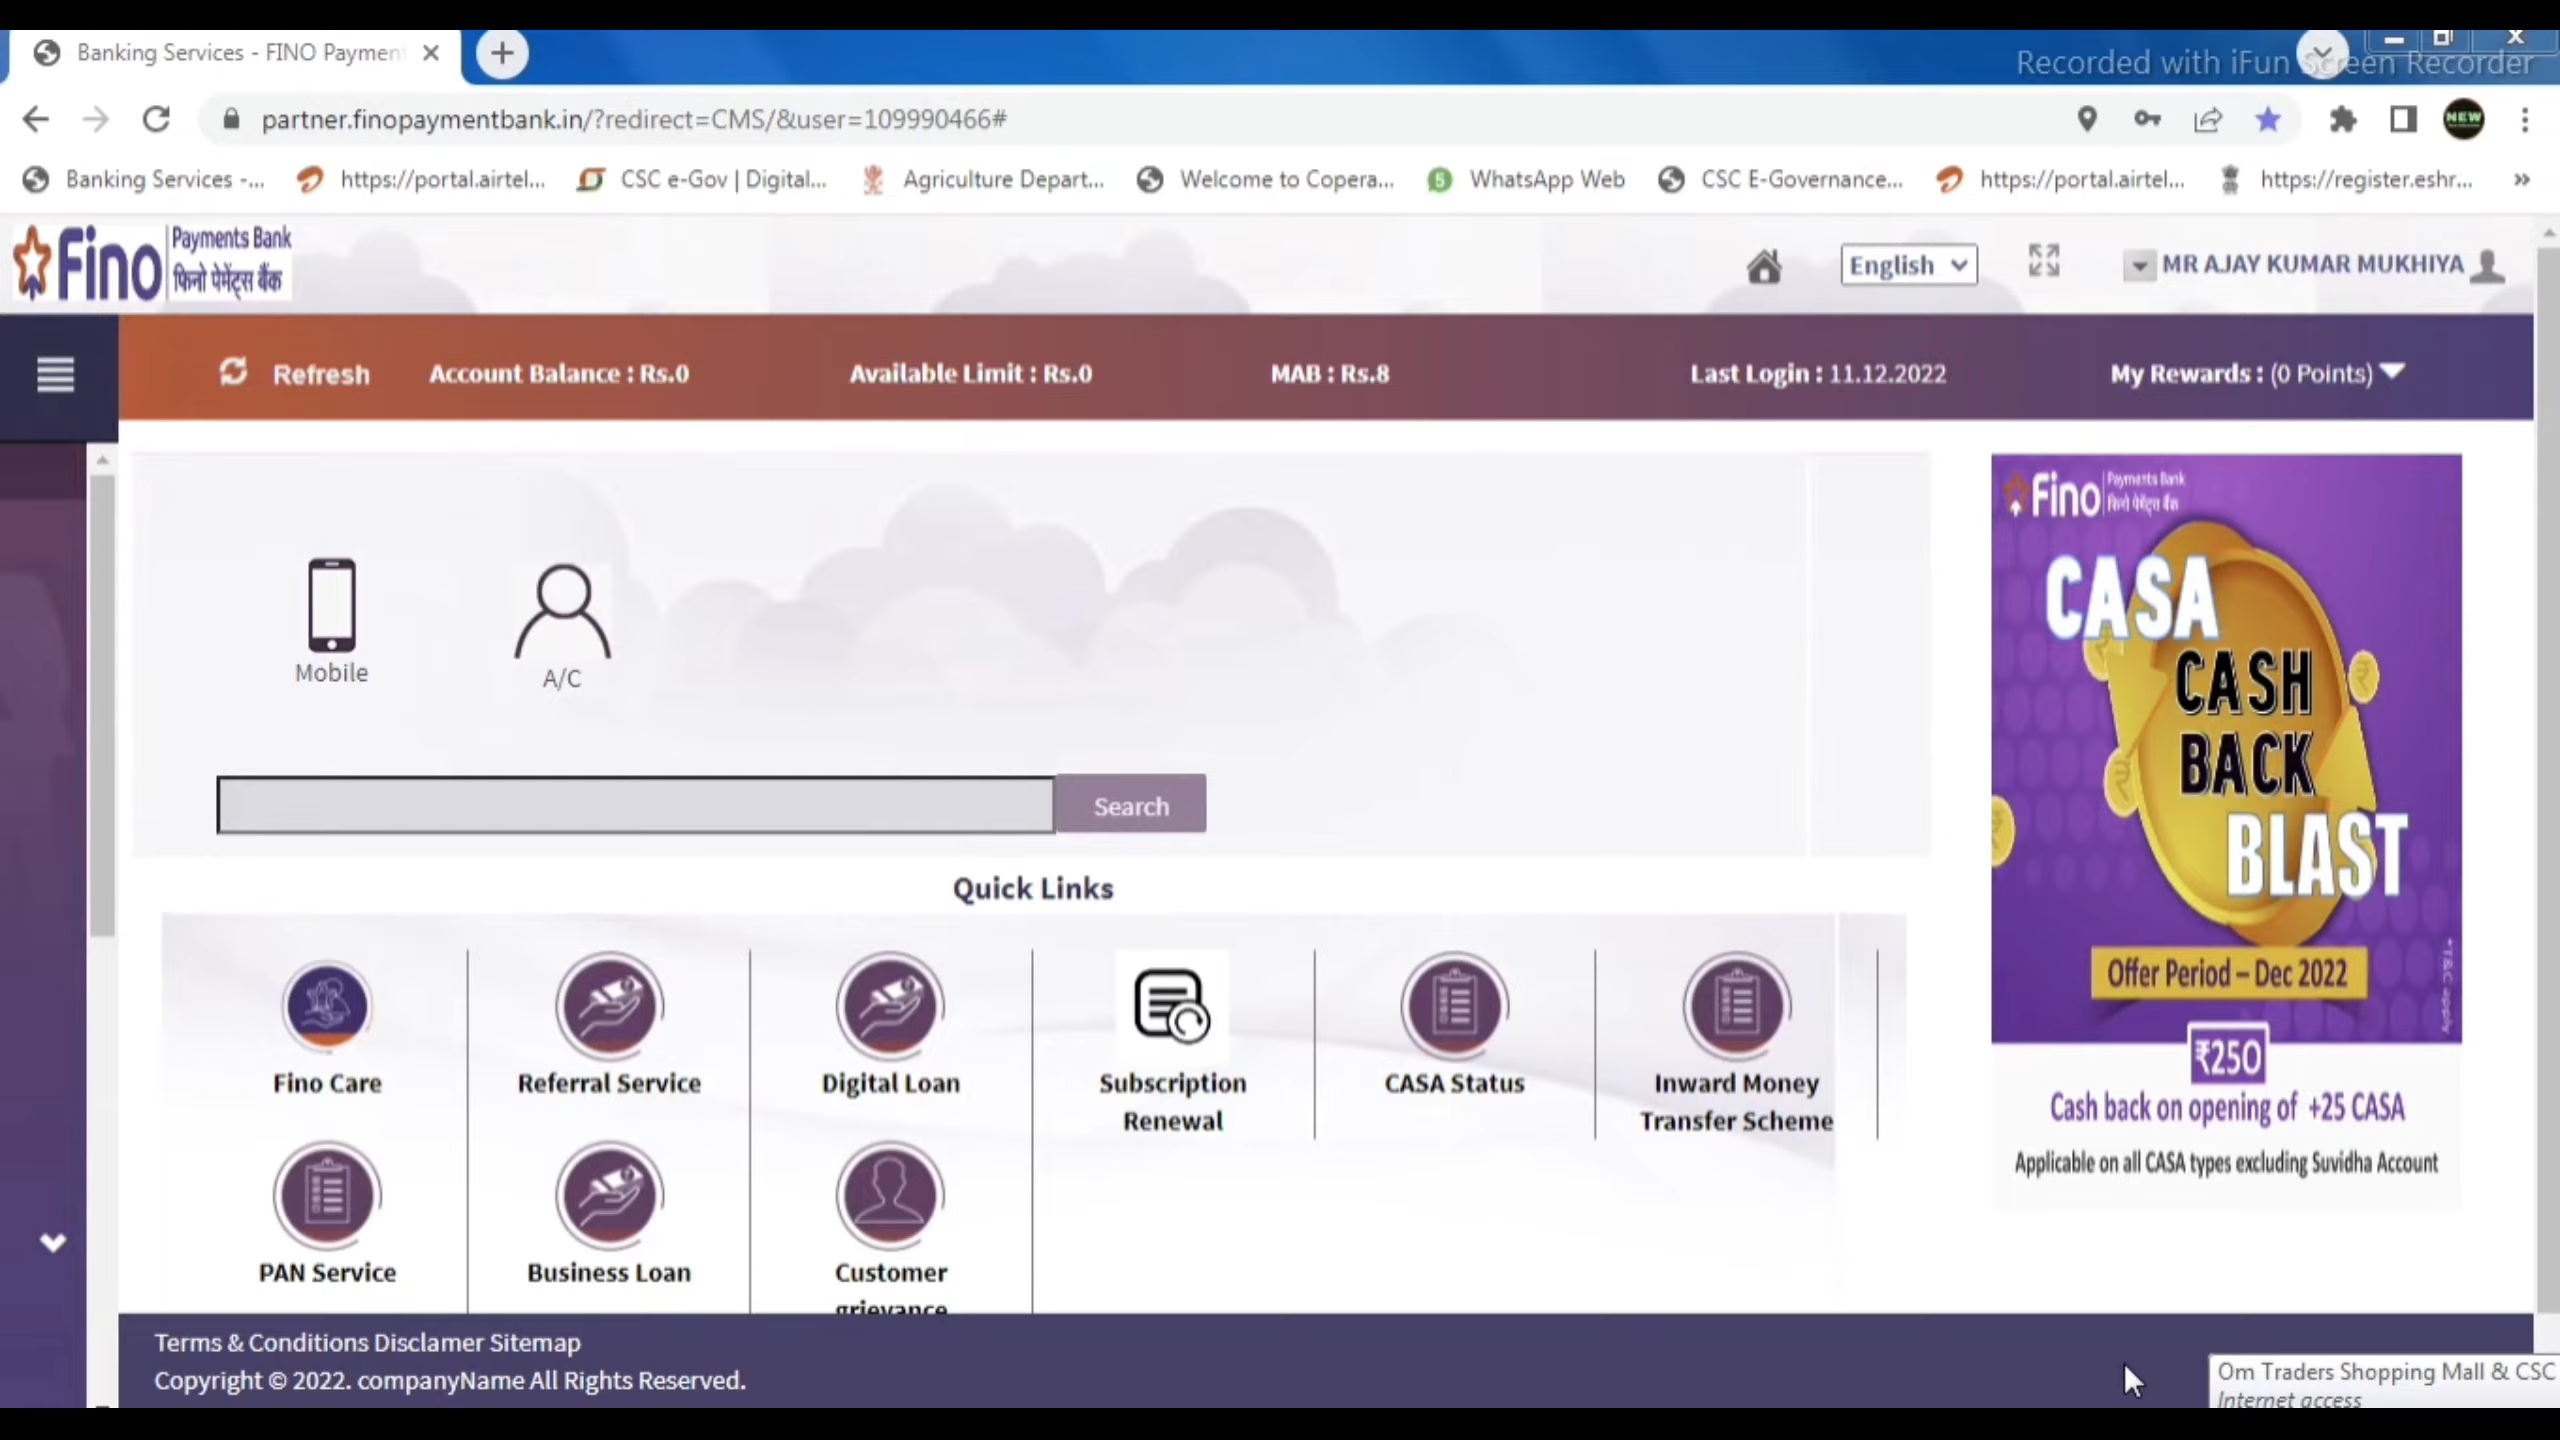 Banking Services - FINO Payment
Recorded with iFun Screen Recorder
partner.finopaymentbank.in/?redirect=CMS/&user=109990466#
NEW
Banking Services -...
https://portal.airtel...
CSC e-Gov | Digital...
Agriculture Depart...
Welcome to Copera...
5
WhatsApp Web
CSC E-Governance...
https://portal.airtel...
https://register.eshr...
Fino
Payments Bank
फिनो पेमेंट्स बैंक
English
MR AJAY KUMAR MUKHIYA
Refresh
Account Balance : Rs.0
Available Limit : Rs.0
MAB : Rs.8
Last Login : 11.12.2022
My Rewards : (0 Points)
Mobile
A/C
Search
Fino
Payments Bank
फिनो पेमेंट्स बैंक
CASA
CASH
BACK
BLAST
Offer Period – Dec 2022
*T&C apply
₹250
Cash back on opening of +25 CASA
Applicable on all CASA types excluding Suvidha Account
Quick Links
Fino Care
Referral Service
Digital Loan
Subscription
Renewal
CASA Status
Inward Money
Transfer Scheme
PAN Service
Business Loan
Customer
grievance
Terms & Conditions Disclamer Sitemap
Copyright © 2022. companyName All Rights Reserved.
Om Traders Shopping Mall & CSC
Internet access